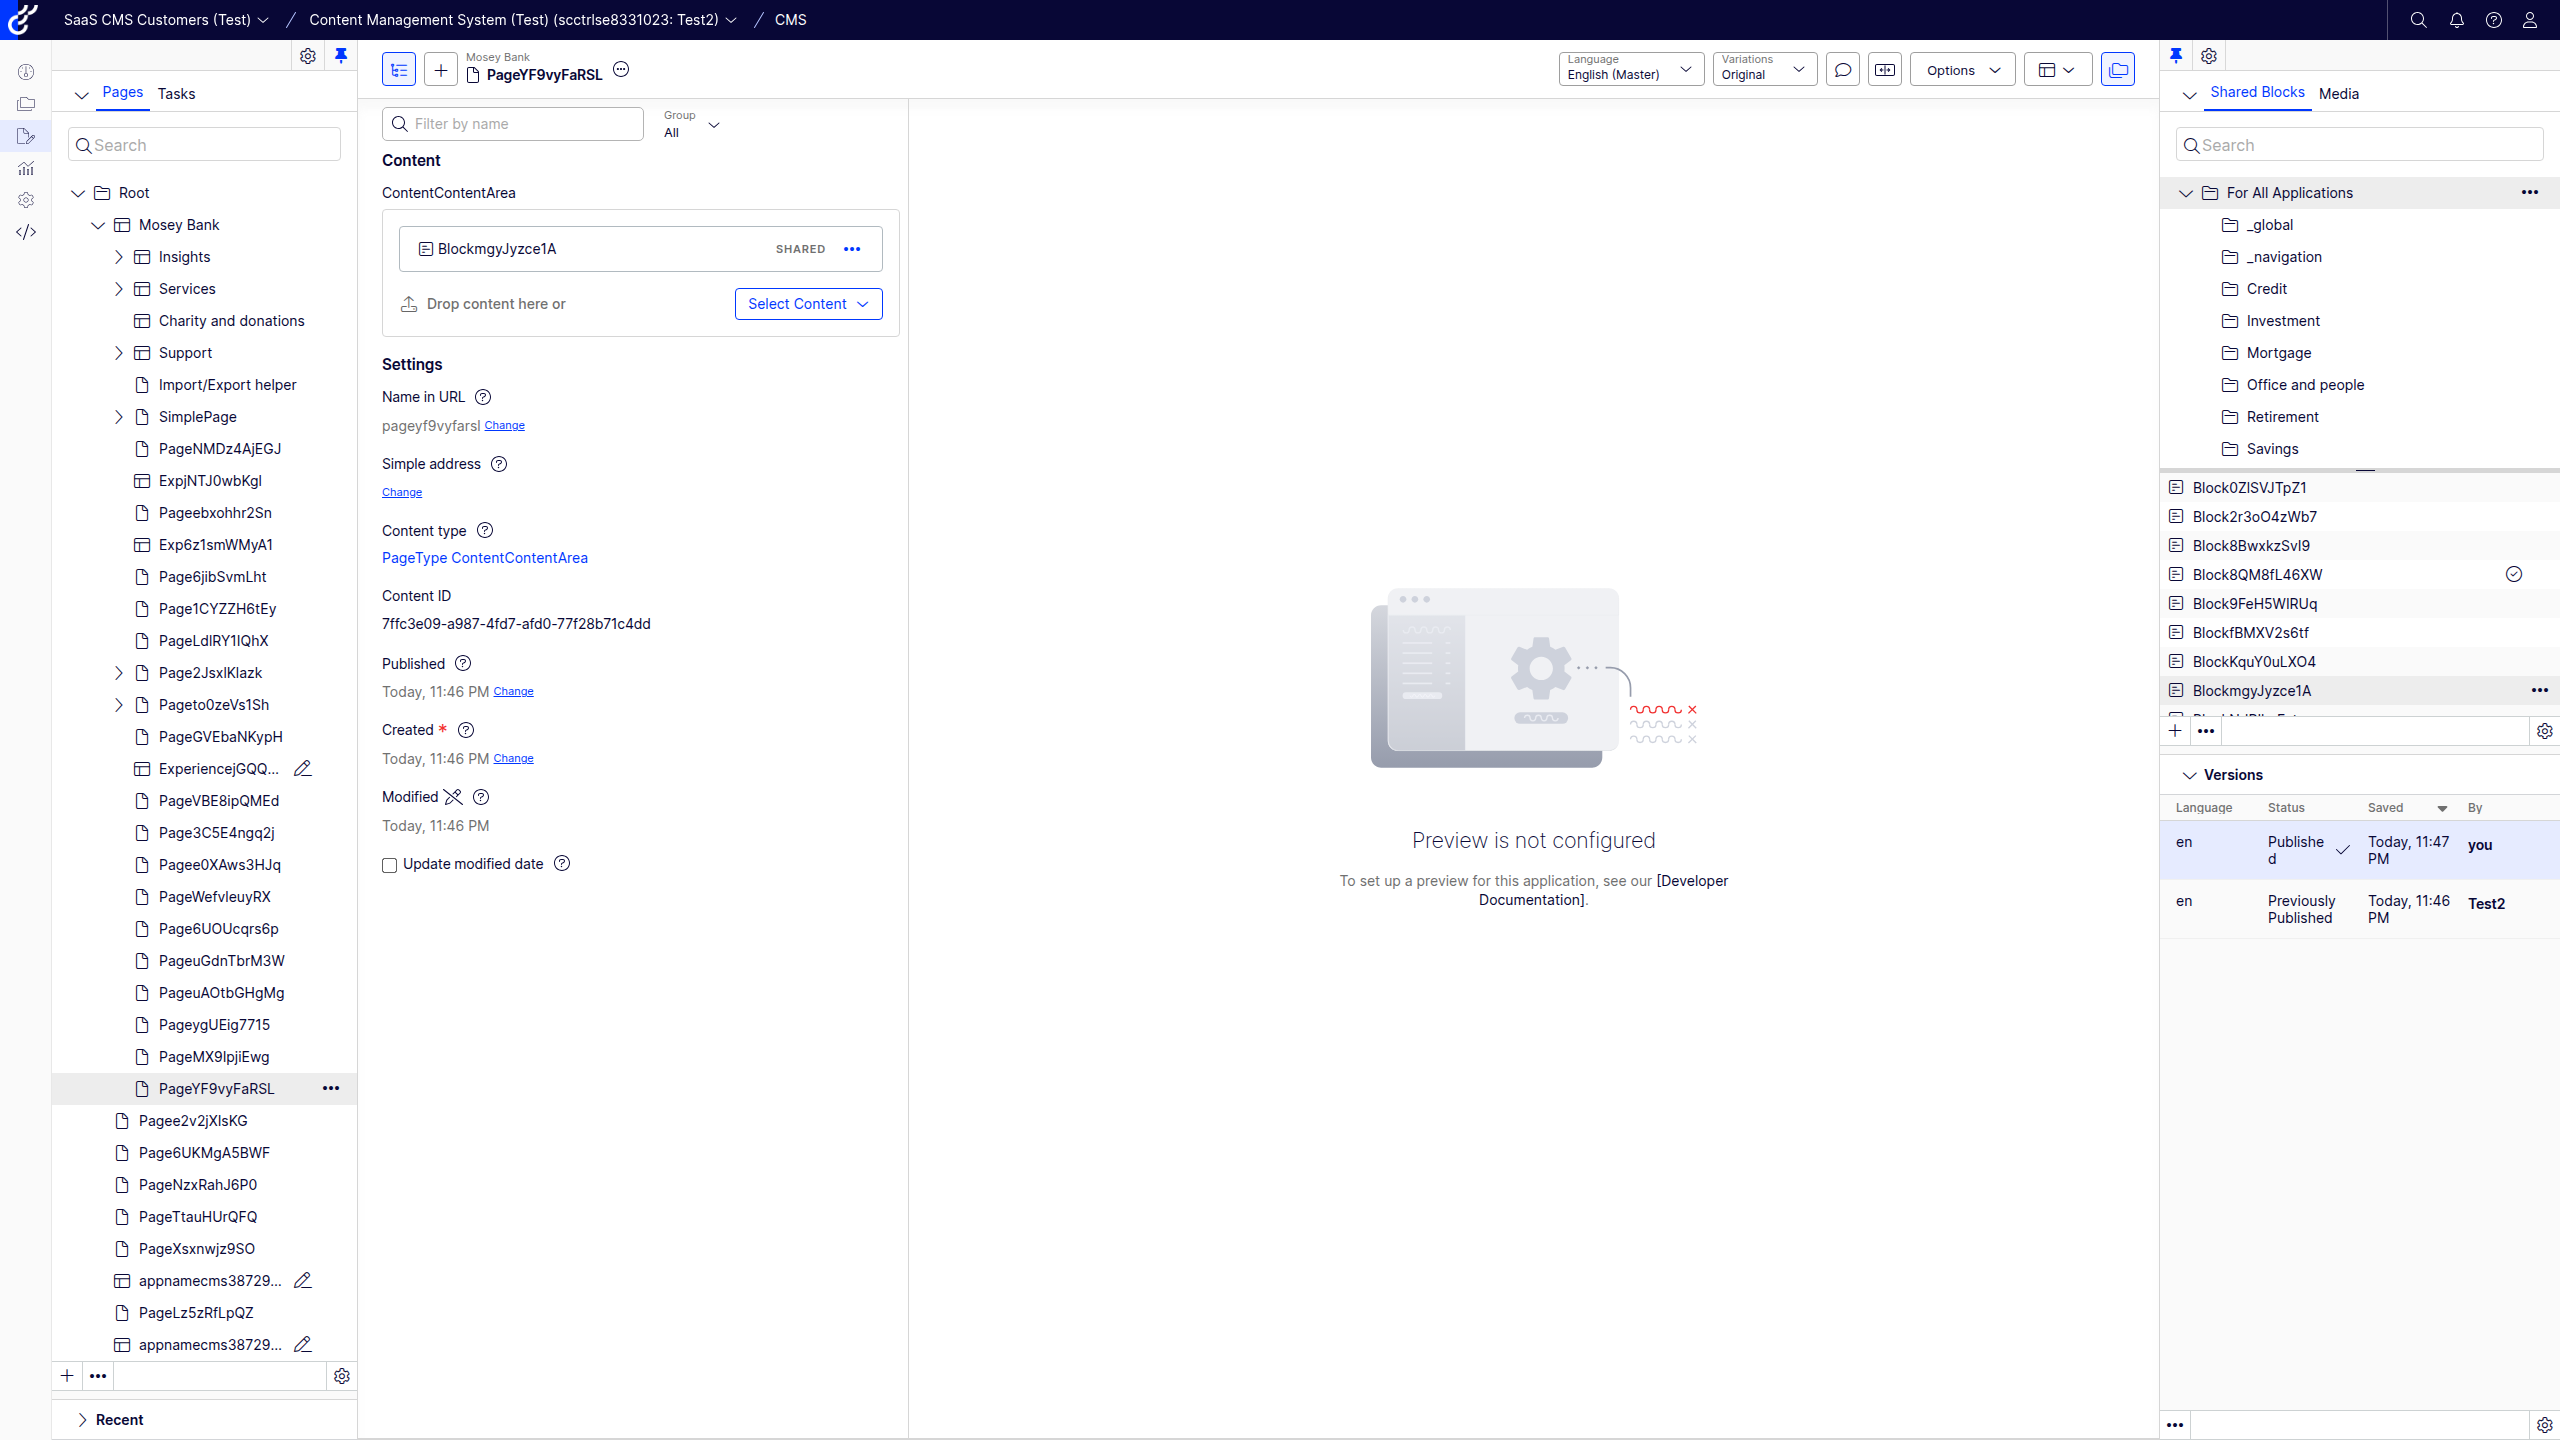 SaaS CMS Customers (Test)
Content Management System (Test) (scctrlse8331023: Test2)
CMS
Pages
Tasks
Search
Root
Mosey Bank
Insights
Services
Charity and donations
Support
Import/Export helper
SimplePage
PageNMDz4AjEGJ
ExpjNTJ0wbKgI
Pageebxohhr2Sn
Exp6z1smWMyA1
Page6jibSvmLht
Page1CYZZH6tEy
PageLdlRY1IQhX
Page2JsxlKlazk
Pageto0zeVs1Sh
PageGVEbaNKypH
ExperiencejGQQ...
PageVBE8ipQMEd
Page3C5E4ngq2j
Pagee0XAws3HJq
PageWefvIeuyRX
Page6UOUcqrs6p
PageuGdnTbrM3W
PageuAOtbGHgMg
PageygUEig7715
PageMX9lpjiEwg
PageYF9vyFaRSL
Pagee2v2jXlsKG
Page6UKMgA5BWF
PageNzxRahJ6P0
PageTtauHUrQFQ
PageXsxnwjz9SO
appnamecms38729...
PageLz5zRfLpQZ
appnamecms38729...
Recent
Mosey Bank
PageYF9vyFaRSL
Language
English (Master)
Variations
Original
Options
Filter by name
Group
All
Content
ContentContentArea
BlockmgyJyzce1A
SHARED
Drop content here or
Select Content
Settings
Name in URL
pageyf9vyfarsl Change
Simple address
Change
Content type
PageType ContentContentArea
Content ID
7ffc3e09-a987-4fd7-afd0-77f28b71c4dd
Published
Today, 11:46 PM Change
Created *
Today, 11:46 PM Change
Modified
Today, 11:46 PM
Update modified date
Preview is not configured
To set up a preview for this application, see our [Developer
Documentation].
Shared Blocks
Media
Search
For All Applications
_global
_navigation
Credit
Investment
Mortgage
Office and people
Retirement
Savings
Block0ZlSVJTpZ1
Block2r3oO4zWb7
Block8BwxkzSvI9
Block8QM8fL46XW
Block9FeH5WlRUq
BlockfBMXV2s6tf
BlockKquY0uLXO4
BlockmgyJyzce1A
Versions
Language
Status
Saved
By
en
Publishe
d
Today, 11:47
PM
you
en
Previously
Published
Today, 11:46
PM
Test2